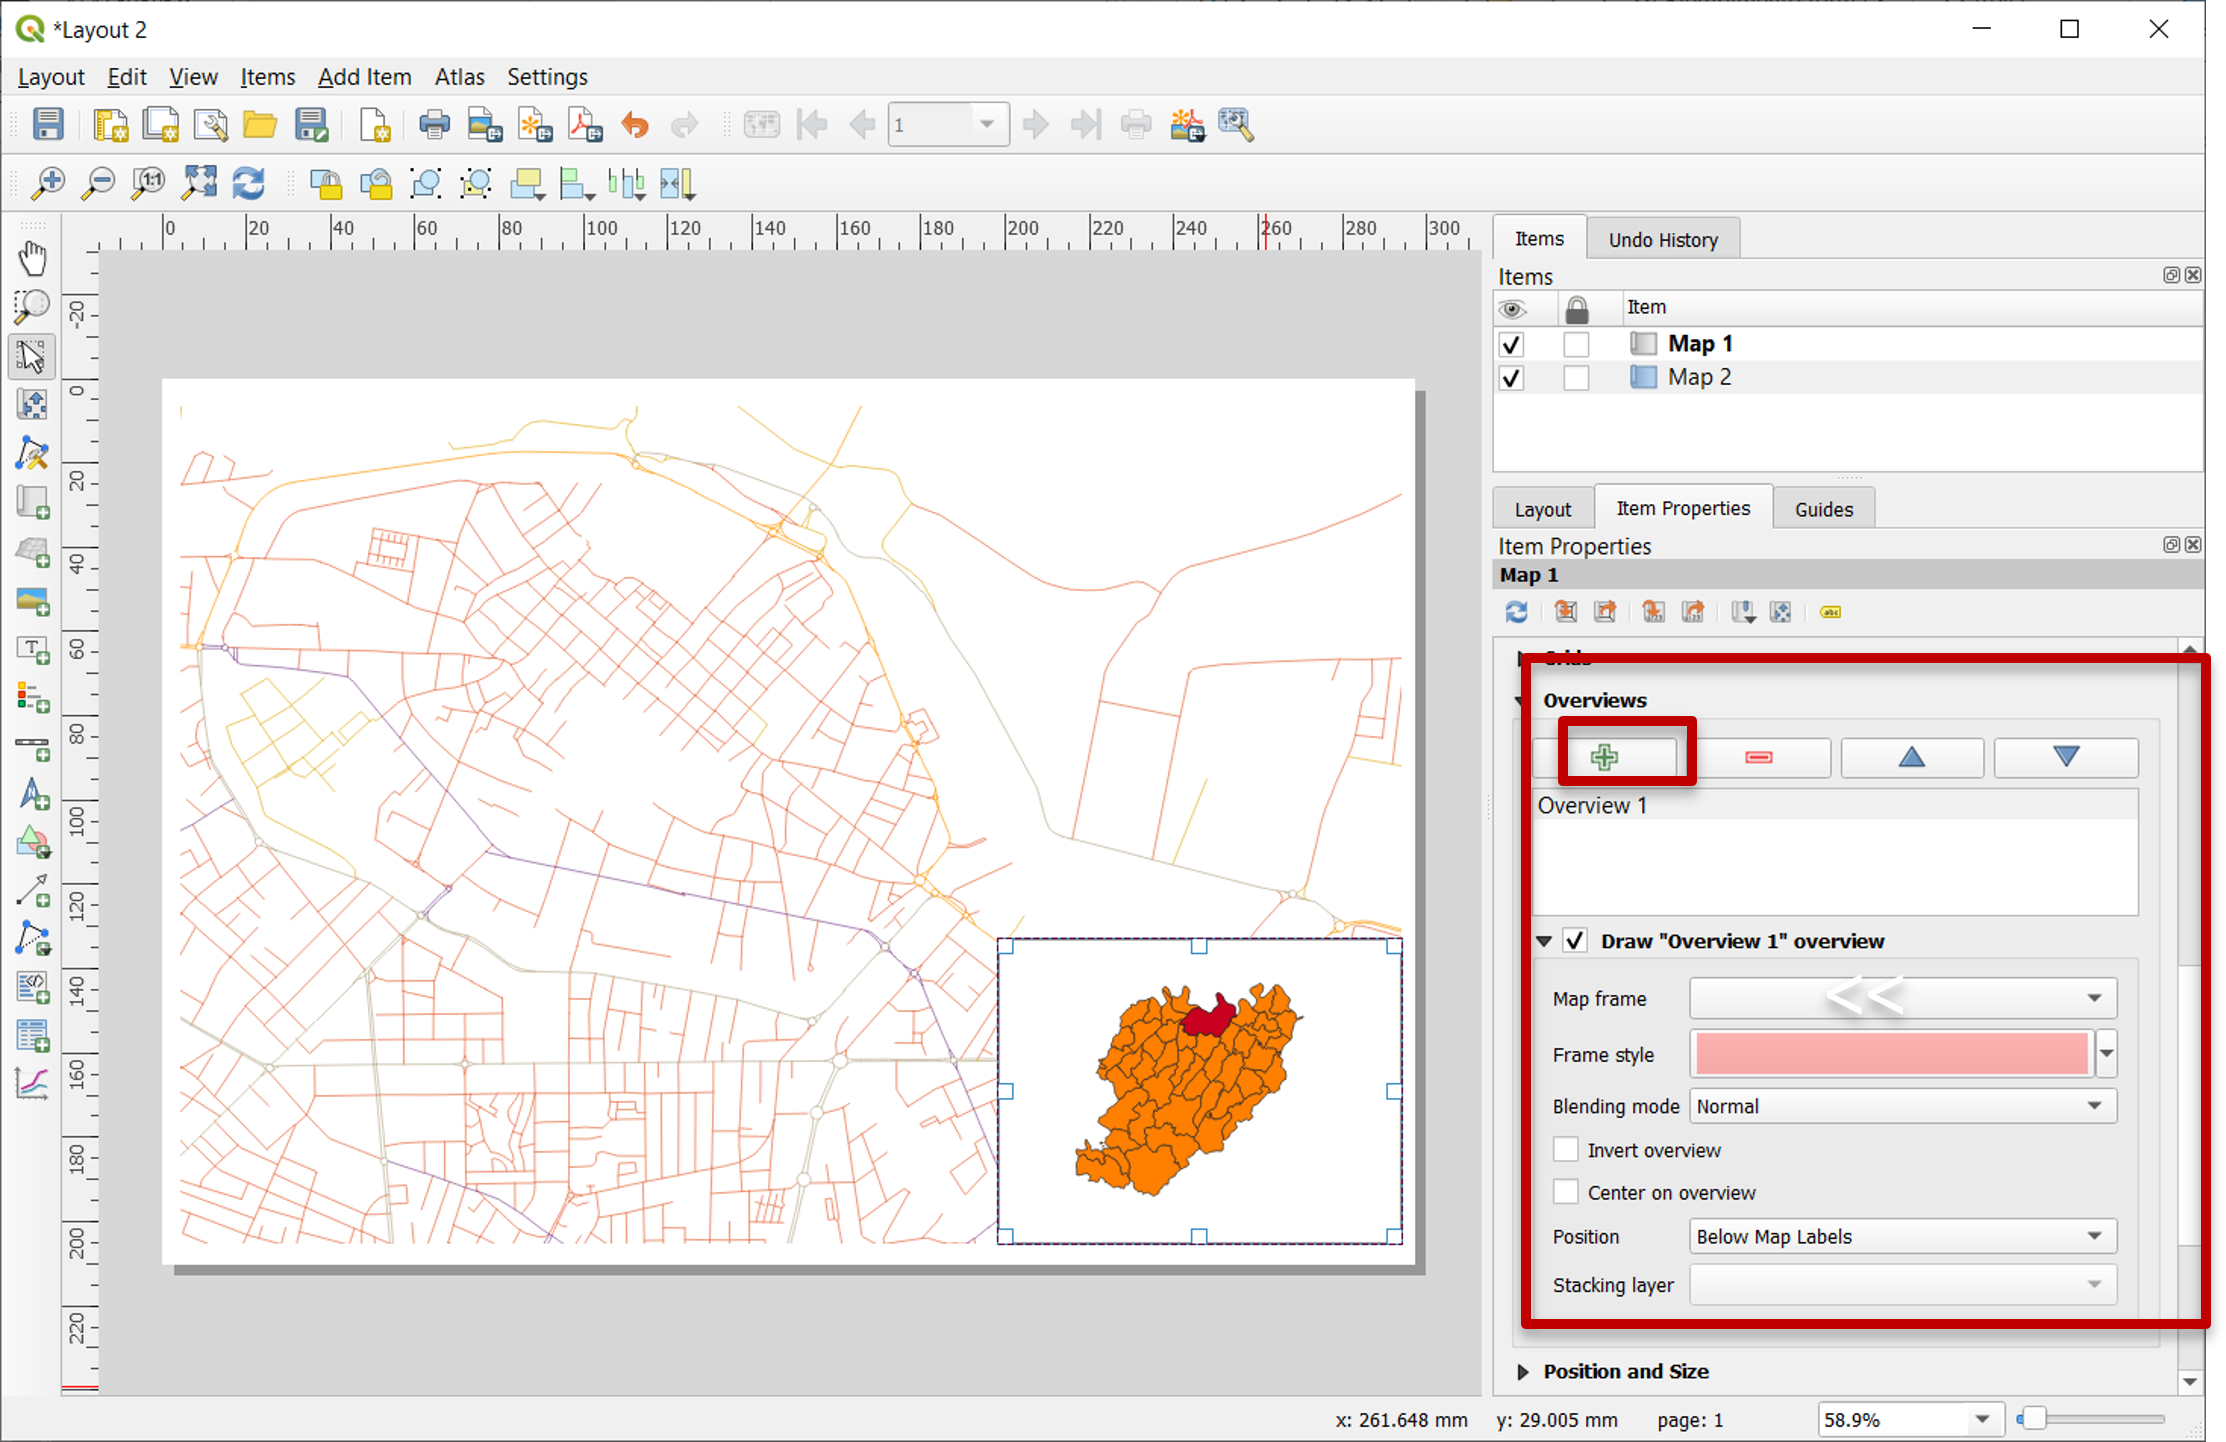 *Layout 2
Layout Edit View Items Add Item Atlas Settings
1
1:1
0 20 40 60 80 100 120 140 160 180 200 220 240 260 280 300
-20
0
20
40
60
80
100
120
140
160
180
200
220
Items Undo History
Items
Item
Map 1
Map 2
Layout Item Properties Guides
Item Properties
Map 1
abc
Grids
Overviews
Overview 1
Draw "Overview 1" overview
Map frame <<
Frame style
Blending mode Normal
Invert overview
Center on overview
Position Below Map Labels
Stacking layer
Position and Size
x: 261.648 mm y: 29.005 mm page: 1 58.9%